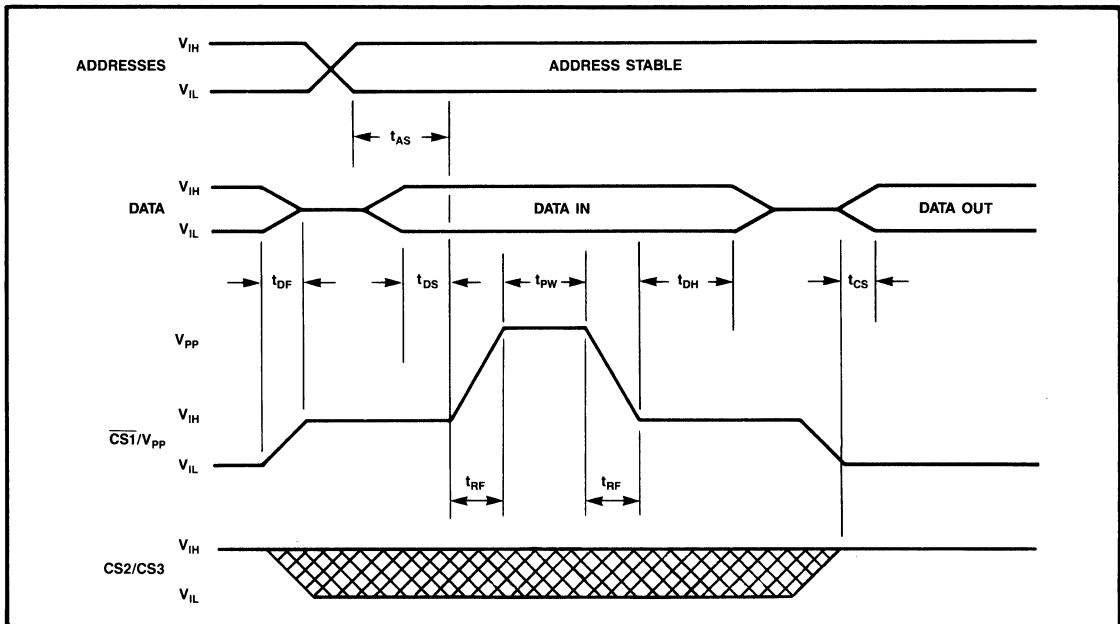 V_IH
ADDRESSES
ADDRESS STABLE
V_IL
t_AS
V_IH
DATA
DATA IN
DATA OUT
V_IL
t_DF
t_DS
t_PW
t_DH
t_CS
V_PP
V_IH
C̅S̅1̅/V_PP
V_IL
t_RF
t_RF
V_IH
CS2/CS3
V_IL